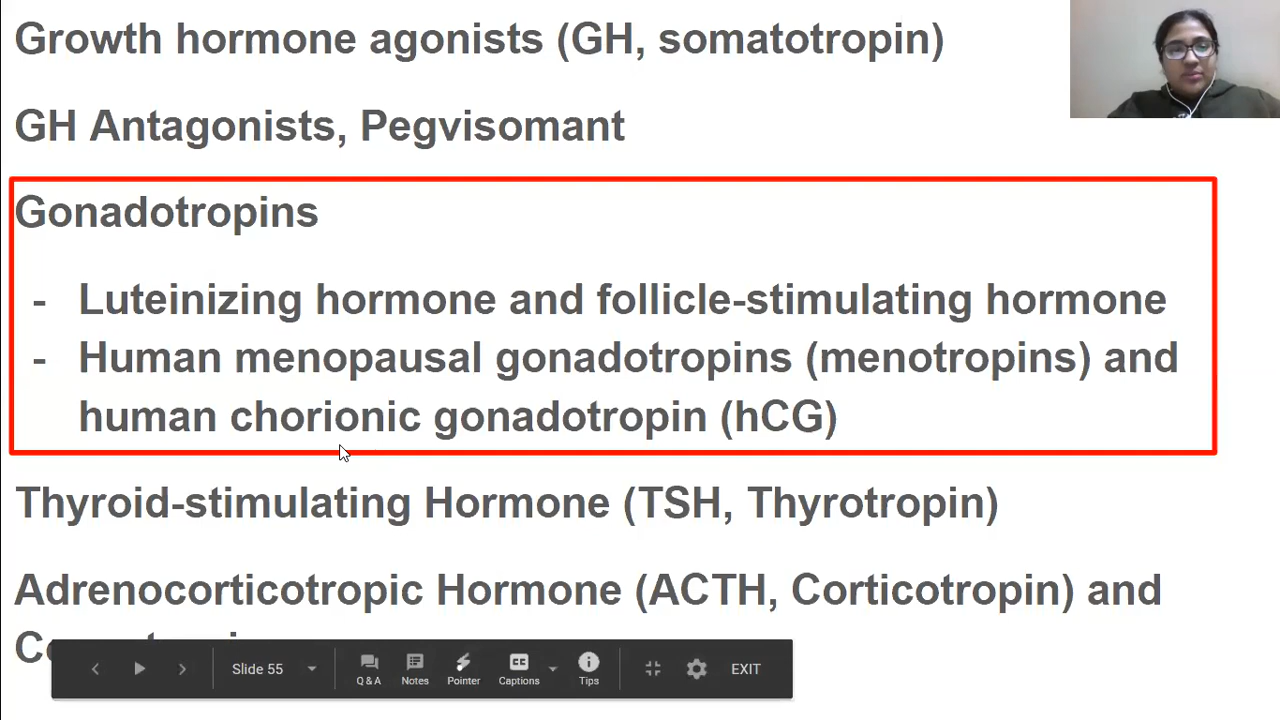 Growth hormone agonists (GH, somatotropin)
GH Antagonists, Pegvisomant
Gonadotropins
- Luteinizing hormone and follicle-stimulating hormone
- Human menopausal gonadotropins (menotropins) and
human chorionic gonadotropin (hCG)
Thyroid-stimulating Hormone (TSH, Thyrotropin)
Adrenocorticotropic Hormone (ACTH, Corticotropin) and
Slide 55
Q & A
Notes
Pointer
CC
Captions
Tips
EXIT